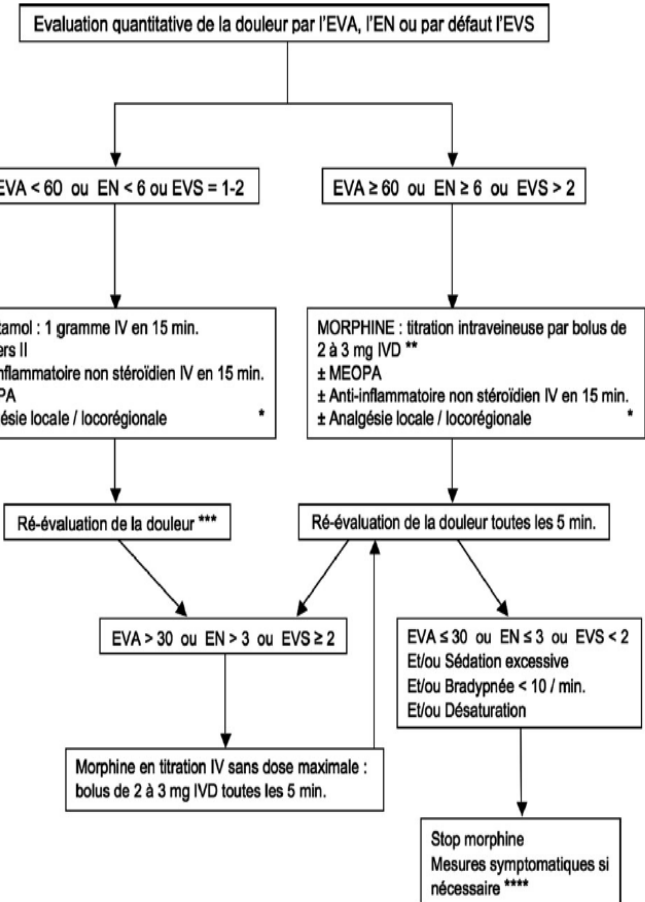 Evaluation quantitative de la douleur par l'EVA, l'EN ou par défaut l'EVS
EVA < 60 ou EN < 6 ou EVS = 1-2
EVA ≥ 60 ou EN ≥ 6 ou EVS > 2
: 1 gramme IV en 15 min.
II
non stéroïdien IV en 15 min.
locale / locorégionale *
MORPHINE : titration intraveineuse par bolus de
2 à 3 mg IVD **
± MEOPA
± Anti-inflammatoire non stéroïdien IV en 15 min.
± Analgésie locale / locorégionale *
Ré-évaluation de la douleur ***
Ré-évaluation de la douleur toutes les 5 min.
EVA > 30 ou EN > 3 ou EVS ≥ 2
EVA ≤ 30 ou EN ≤ 3 ou EVS < 2
Et/ou Sédation excessive
Et/ou Bradypnée < 10 / min.
Et/ou Désaturation
Morphine en titration IV sans dose maximale :
bolus de 2 à 3 mg IVD toutes les 5 min.
Stop morphine
Mesures symptomatiques si
nécessaire ****